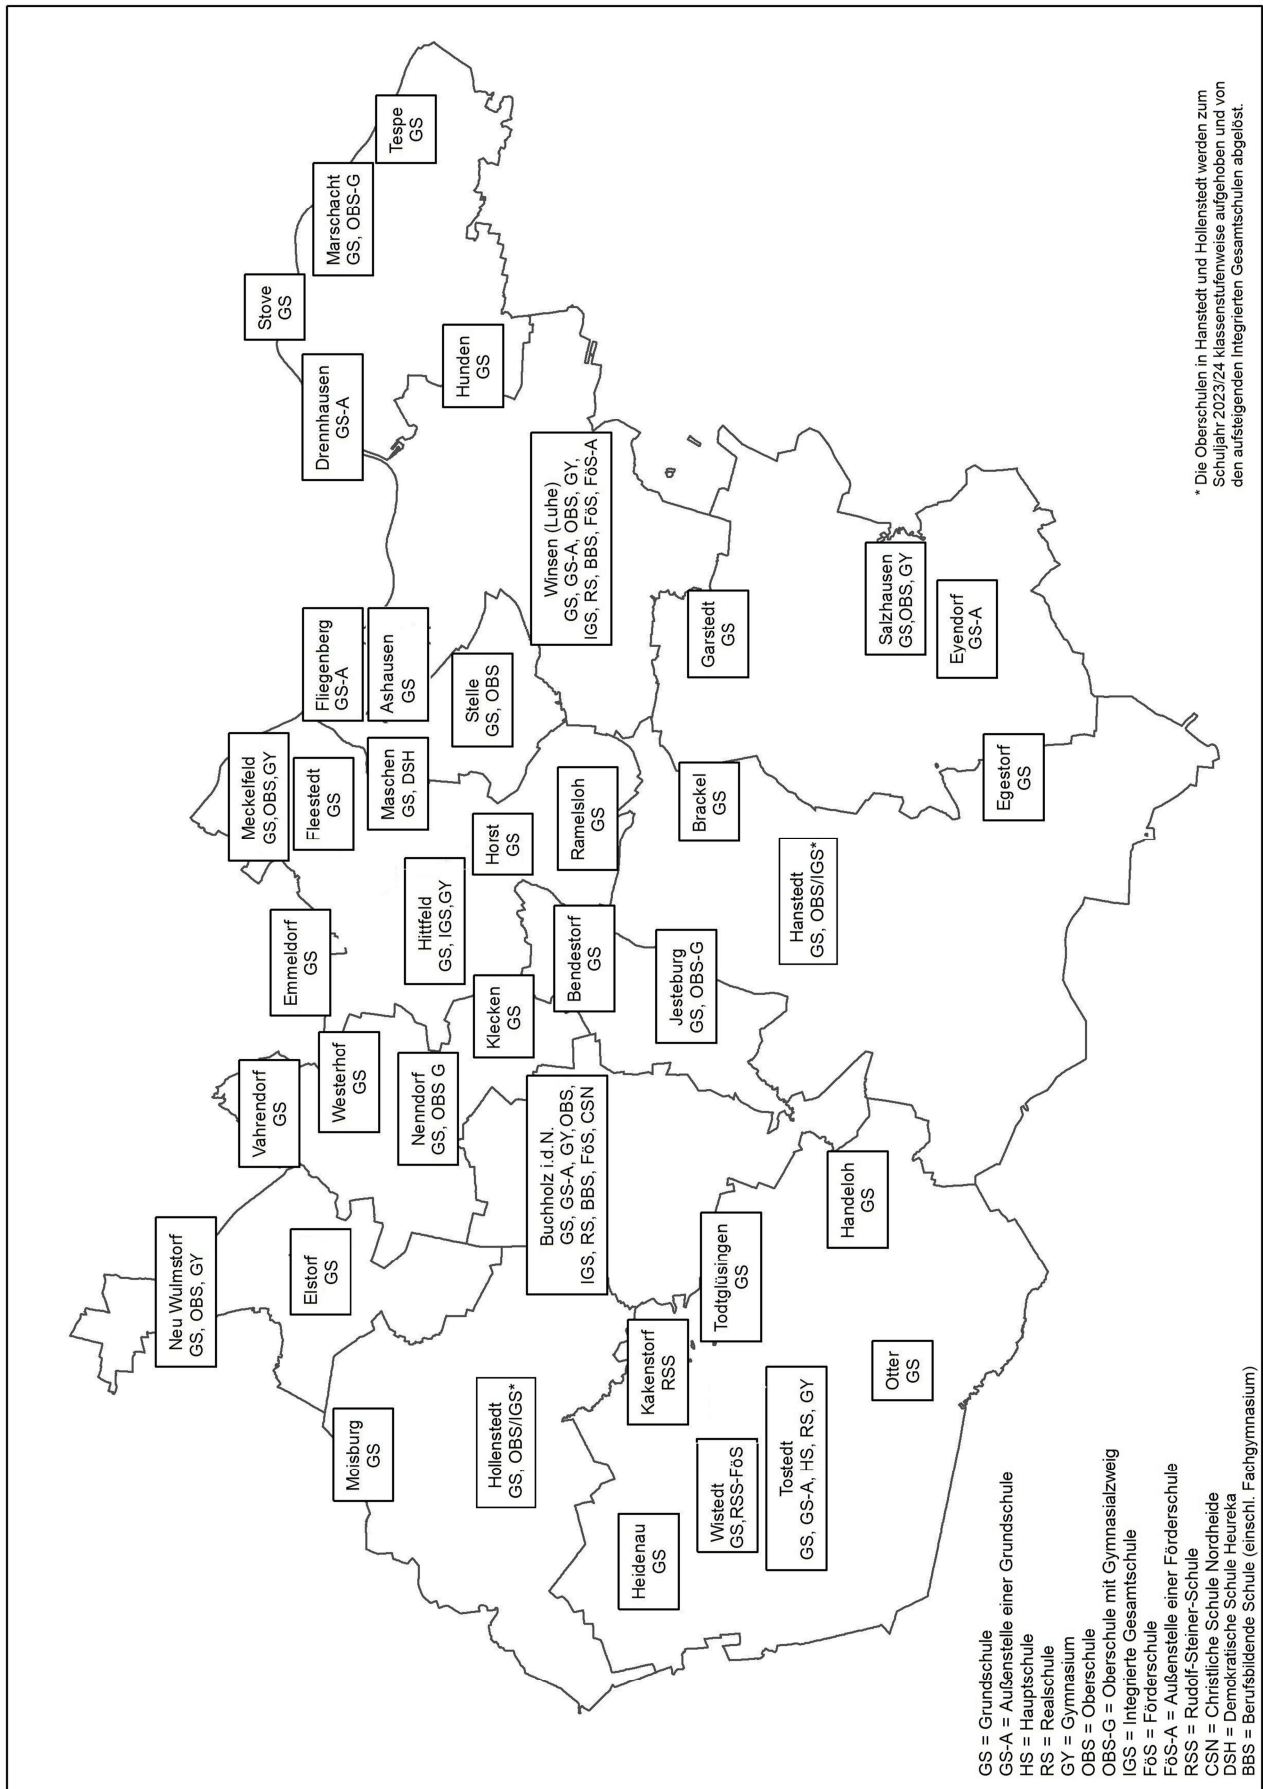 Neu Wulmstorf
GS, OBS, GY
Vahrendorf
GS
Emmeldorf
GS
Meckelfeld
GS,OBS,GY
Stove
GS
Elstorf
GS
Westerhof
GS
Fleestedt
GS
Fliegenberg
GS-A
Drennhausen
GS-A
Marschacht
GS, OBS-G
Tespe
GS
Moisburg
GS
Nenndorf
GS, OBS G
Hittfeld
GS, IGS,GY
Maschen
GS, DSH
Ashausen
GS
Hunden
GS
Hollenstedt
GS, OBS/IGS*
Klecken
GS
Horst
GS
Stelle
GS, OBS
Buchholz i.d.N.
GS, GS-A, GY,OBS,
IGS, RS, BBS, FöS, CSN
Bendestorf
GS
Ramelsloh
GS
Winsen (Luhe)
GS, GS-A, OBS, GY,
IGS, RS, BBS, FöS, FöS-A
Heidenau
GS
Kakenstorf
RSS
Jesteburg
GS, OBS-G
Brackel
GS
Garstedt
GS
Wistedt
GS,RSS-FöS
Todtglüsingen
GS
Tostedt
GS, GS-A, HS, RS, GY
Handeloh
GS
Hanstedt
GS, OBS/IGS*
Salzhausen
GS,OBS, GY
Otter
GS
Egestorf
GS
Eyendorf
GS-A
GS = Grundschule
GS-A = Außenstelle einer Grundschule
HS = Hauptschule
RS = Realschule
GY = Gymnasium
OBS = Oberschule
OBS-G = Oberschule mit Gymnasialzweig
IGS = Integrierte Gesamtschule
FöS = Förderschule
FöS-A = Außenstelle einer Förderschule
RSS = Rudolf-Steiner-Schule
CSN = Christliche Schule Nordheide
DSH = Demokratische Schule Heureka
BBS = Berufsbildende Schule (einschl. Fachgymnasium)
* Die Oberschulen in Hanstedt und Hollenstedt werden zum
Schuljahr 2023/24 klassenstufenweise aufgehoben und von
den aufsteigenden Integrierten Gesamtschulen abgelöst.